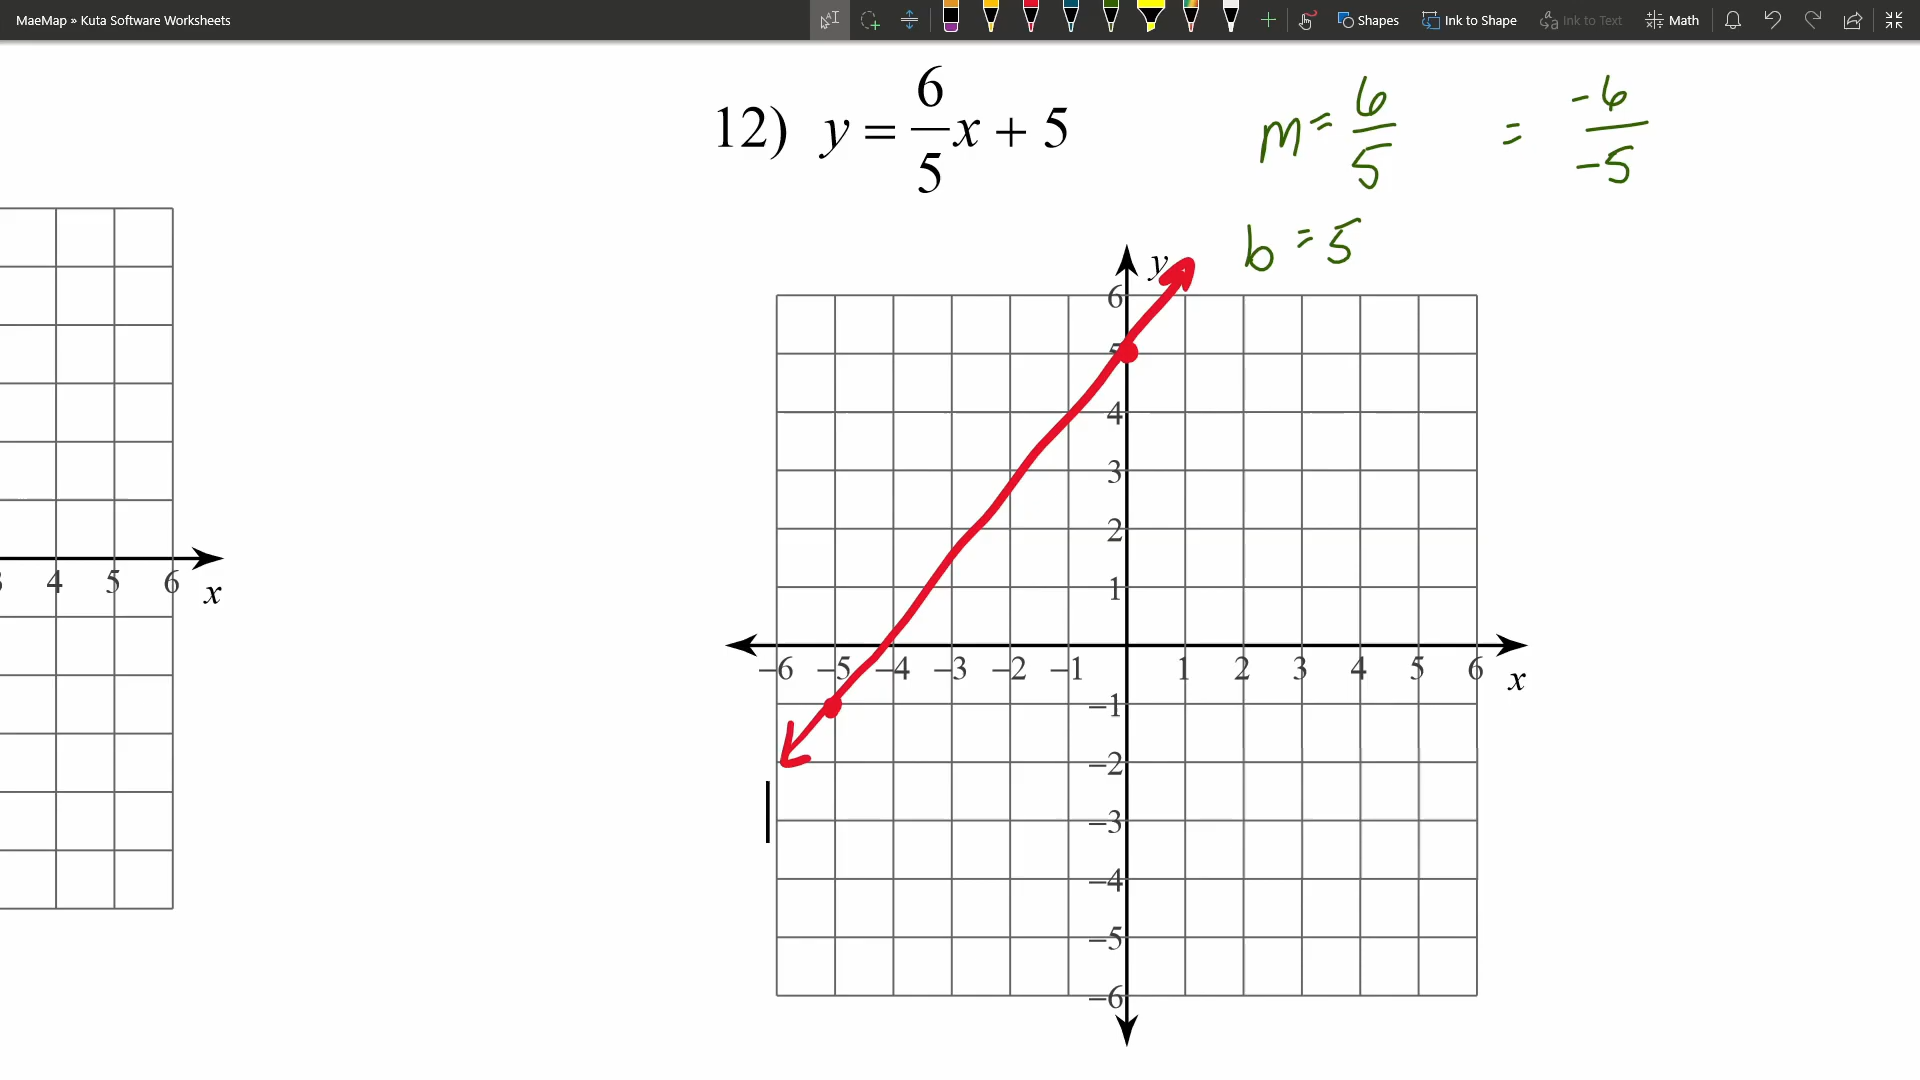 MaeMap » Kuta Software Worksheets
Shapes
Ink to Shape
Ink to Text
Math
12) y = 6/5 x + 5
m = 6/5 = -6/-5
b = 5
y
6
5
4
3
2
1
4 5 6
x
−6 −5 −4 −3 −2 −1 1 2 3 4 5 6
x
−1
−2
−3
−4
−5
−6